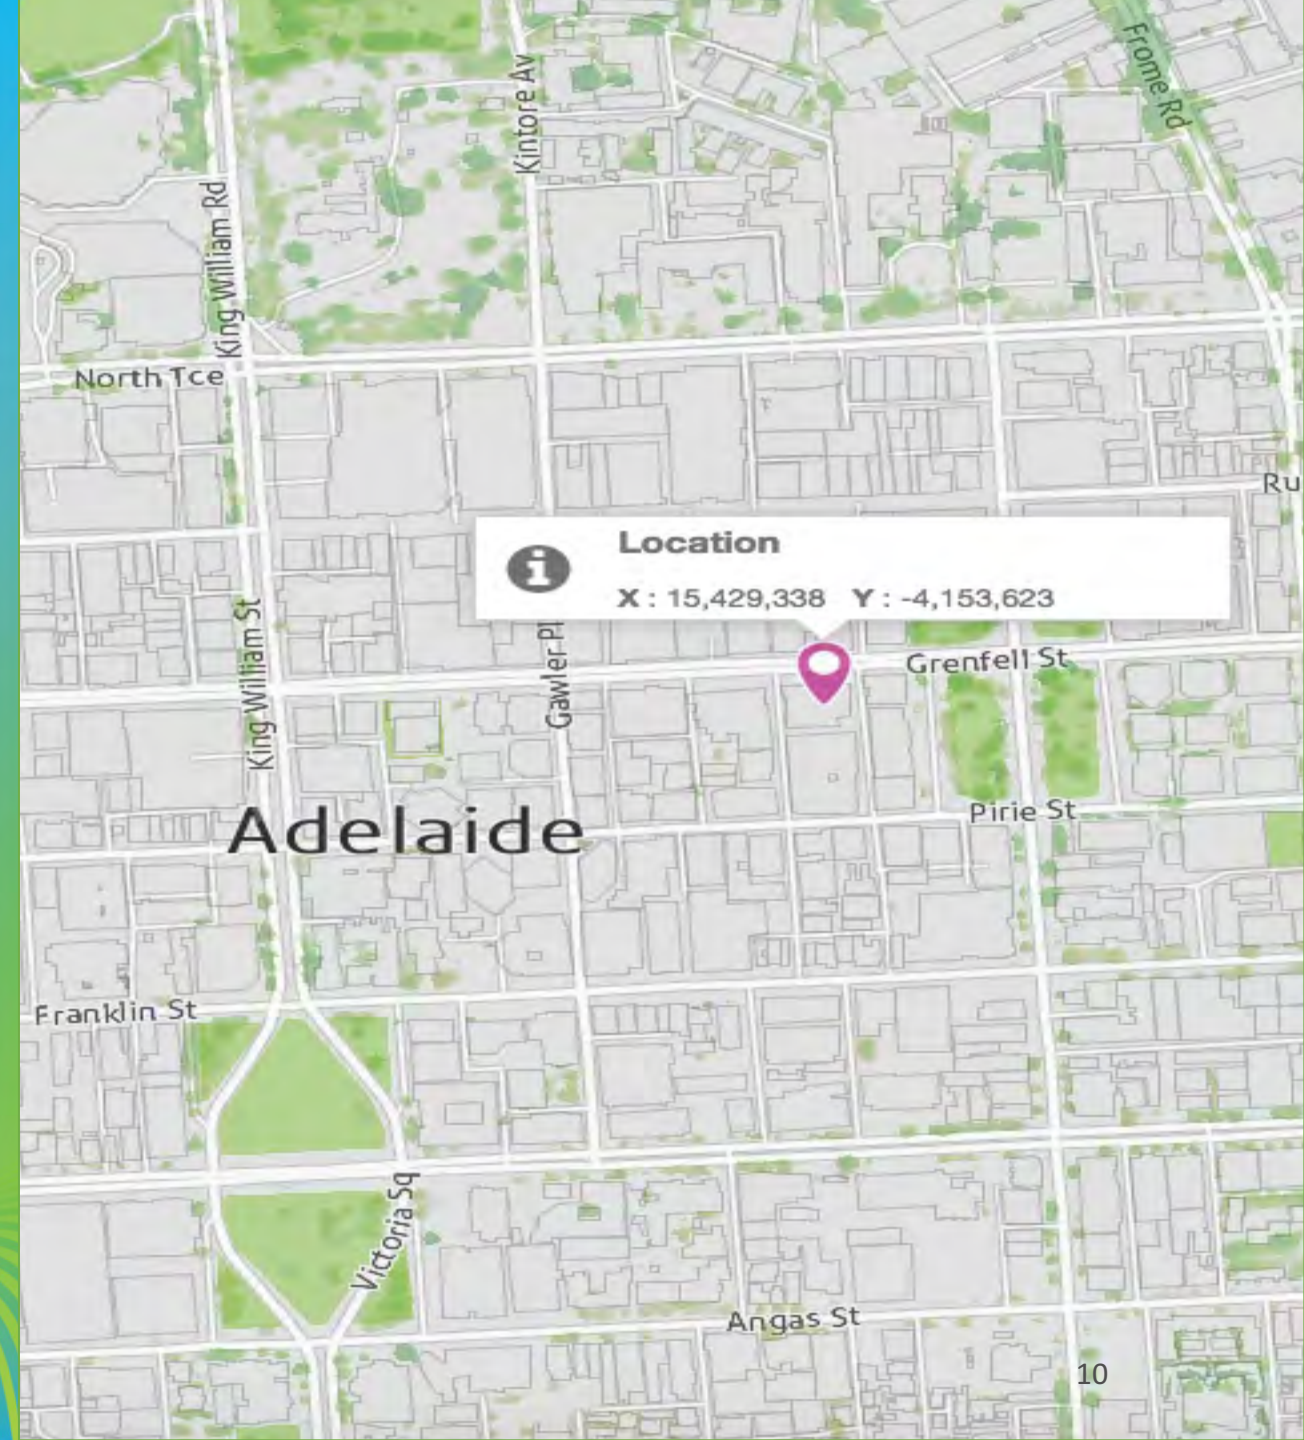 Frome Rd
Kintore Av
King William Rd
North Tce
Ru
Location
X : 15,429,338 Y : -4,153,623
King William St
Gawler Pl
Grenfell St
Adelaide
Pirie St
Franklin St
Victoria Sq
Angas St
10